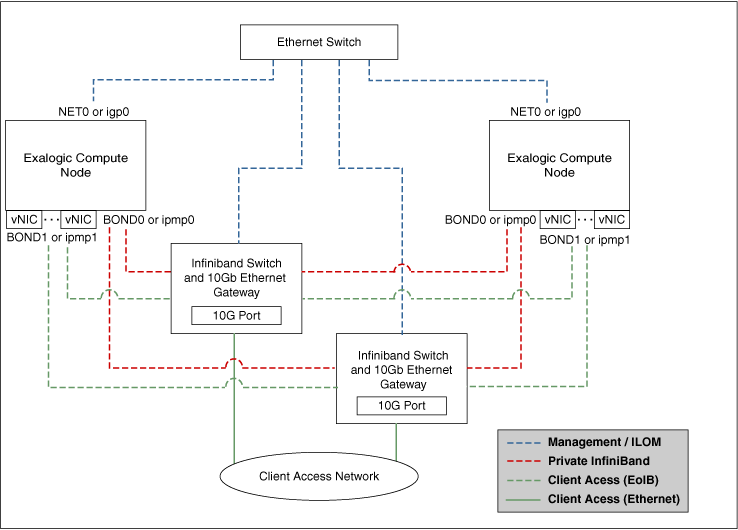 Ethernet Switch
NET0 or igp0
NET0 or igp0
Exalogic Compute
Node
Exalogic Compute
Node
vNIC ··· vNIC
BOND0 or ipmp0
BOND1 or ipmp1
BOND0 or ipmp0
vNIC ··· vNIC
BOND1 or ipmp1
Infiniband Switch
and 10Gb Ethernet
Gateway
10G Port
Infiniband Switch
and 10Gb Ethernet
Gateway
10G Port
Client Access Network
Management / ILOM
Private InfiniBand
Client Acess (EoIB)
Client Acess (Ethernet)